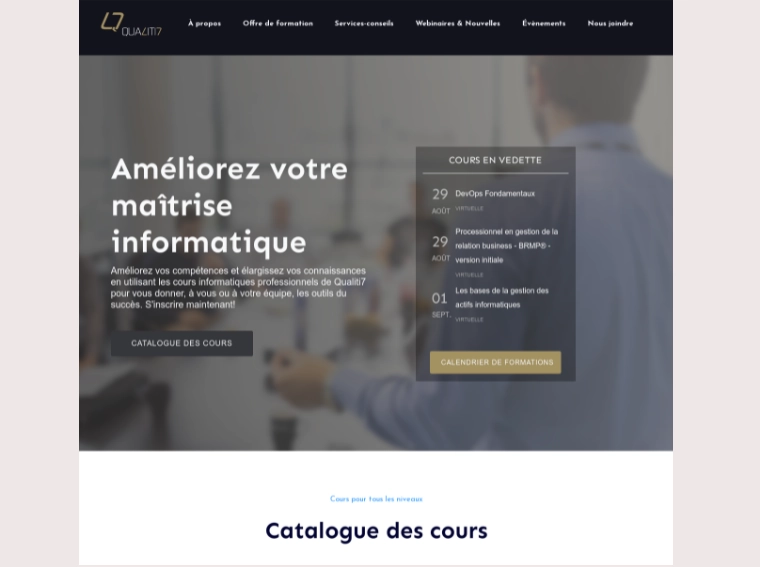 QUALITI7
À propos
Offre de formation
Services-conseils
Webinaires & Nouvelles
Évènements
Nous joindre
Améliorez votre
maîtrise
informatique
Améliorez vos compétences et élargissez vos connaissances
en utilisant les cours informatiques professionnels de Qualiti7
pour vous donner, à vous ou à votre équipe, les outils du
succès. S'inscrire maintenant!
CATALOGUE DES COURS
COURS EN VEDETTE
29
AOÛT
DevOps Fondamentaux
VIRTUELLE
29
AOÛT
Processionnel en gestion de la
relation business - BRMP® -
version initiale
VIRTUELLE
01
SEPT.
Les bases de la gestion des
actifs informatiques
VIRTUELLE
CALENDRIER DE FORMATIONS
Cours pour tous les niveaux
Catalogue des cours